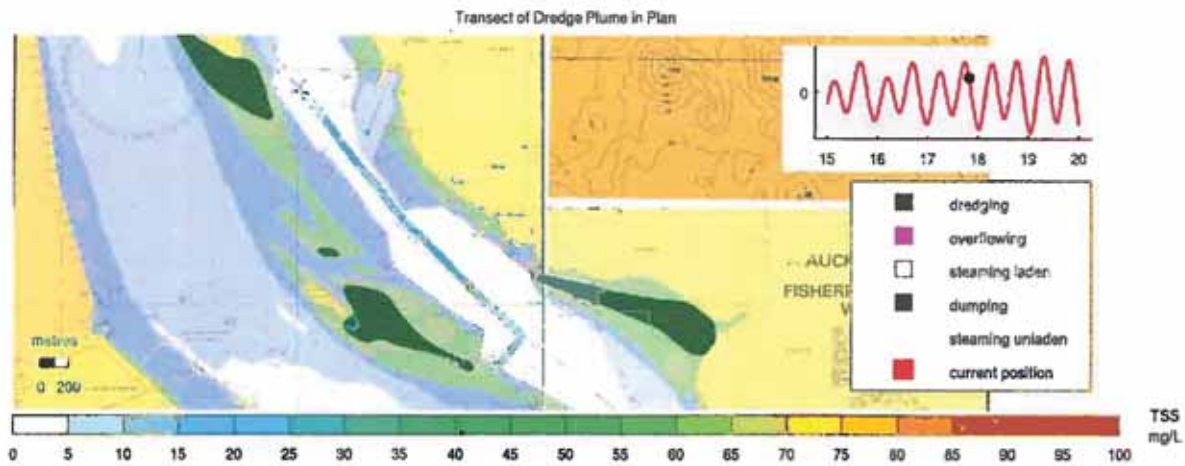 Transect of Dredge Plume in Plan
0
15 16 17 18 19 20
dredging
overflowing
steaming laden
dumping
steaming unladen
current position
AUCK
FISHER
W
metres
0 200
TSS
mg/L
0 5 10 15 20 25 30 35 40 45 50 55 60 65 70 75 80 85 90 95 100